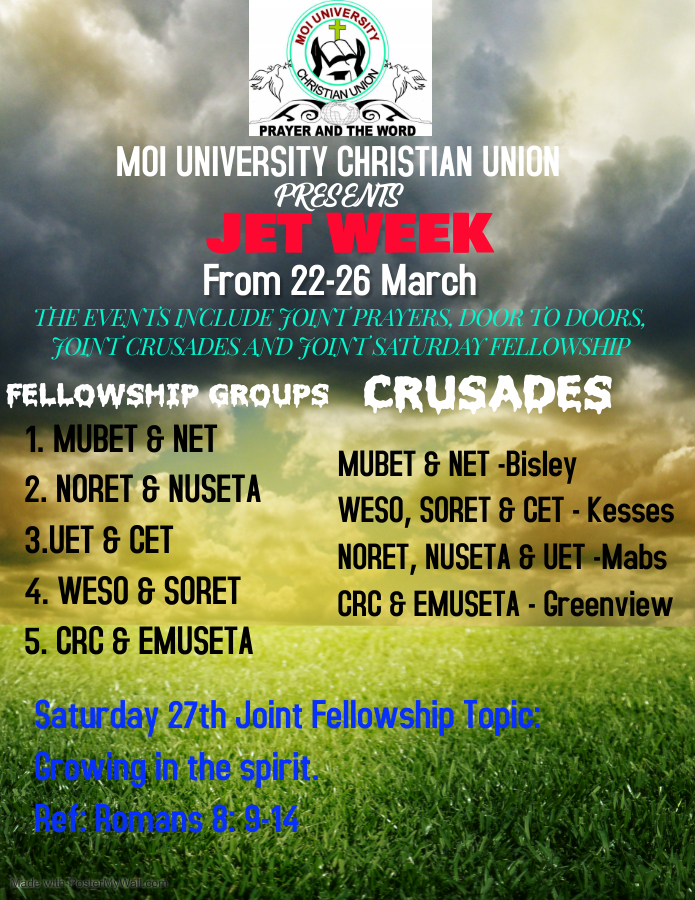 MOI UNIVERSITY
CHRISTIAN UNION
PRAYER AND THE WORD
MOI UNIVERSITY CHRISTIAN UNION
PRESENTS
JET WEEK
From 22-26 March
THE EVENTS INCLUDE JOINT PRAYERS, DOOR TO DOORS,
JOINT CRUSADES AND JOINT SATURDAY FELLOWSHIP
FELLOWSHIP GROUPS
1. MUBET & NET
2. NORET & NUSETA
3.UET & CET
4. WESO & SORET
5. CRC & EMUSETA
CRUSADES
MUBET & NET -Bisley
WESO, SORET & CET - Kesses
NORET, NUSETA & UET -Mabs
CRC & EMUSETA - Greenview
Saturday 27th Joint Fellowship Topic:
Growing in the spirit.
Ref: Romans 8: 9-14
Made with PosterMyWall.com